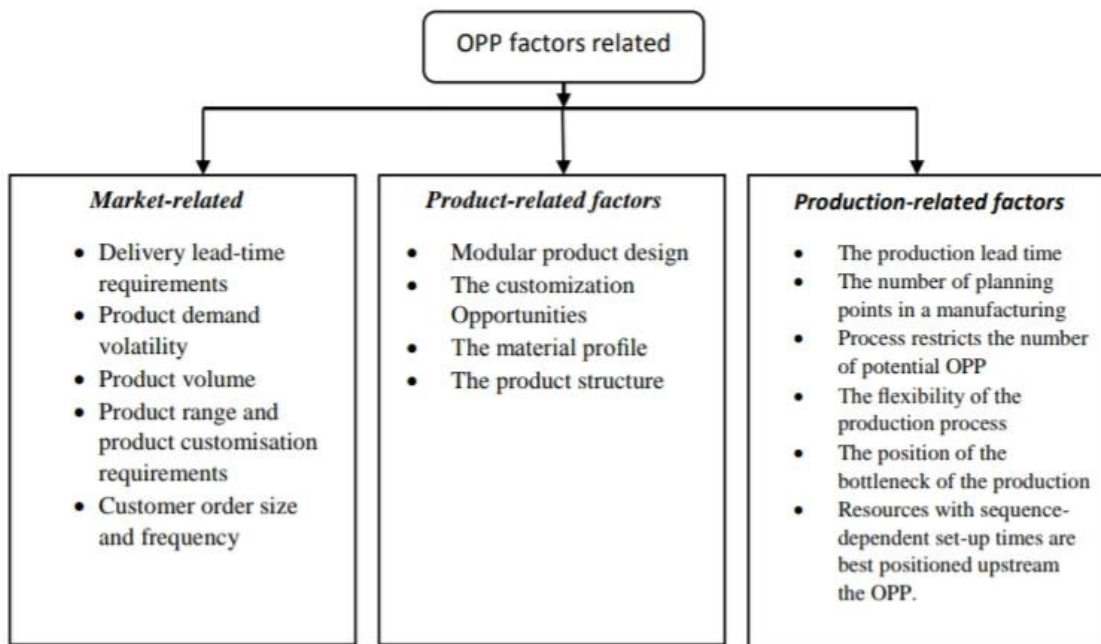 OPP factors related
Market-related
• Delivery lead-time
requirements
• Product demand
volatility
• Product volume
• Product range and
product customisation
requirements
• Customer order size
and frequency
Product-related factors
• Modular product design
• The customization
Opportunities
• The material profile
• The product structure
Production-related factors
• The production lead time
• The number of planning
points in a manufacturing
• Process restricts the number
of potential OPP
• The flexibility of the
production process
• The position of the
bottleneck of the production
• Resources with sequence-
dependent set-up times are
best positioned upstream
the OPP.